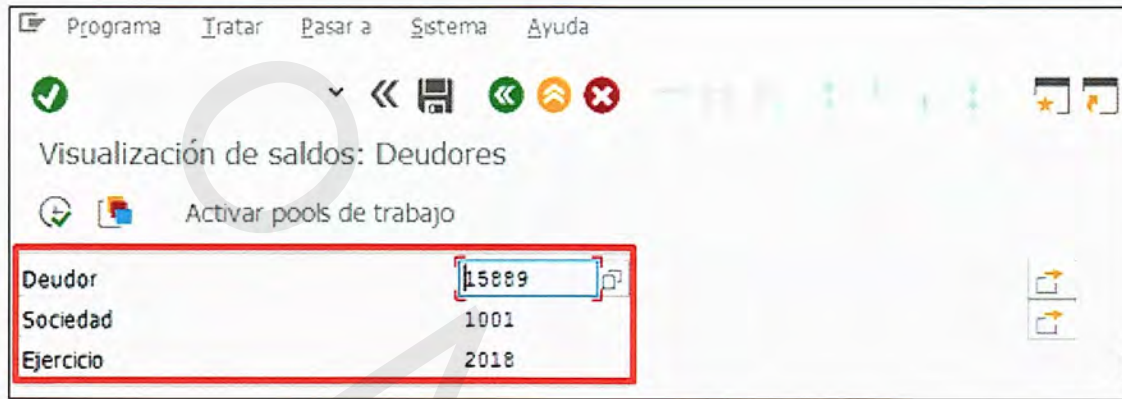 Programa Tratar Pasar a Sistema Ayuda
Visualización de saldos: Deudores
Activar pools de trabajo
Deudor 15889
Sociedad 1001
Ejercicio 2018